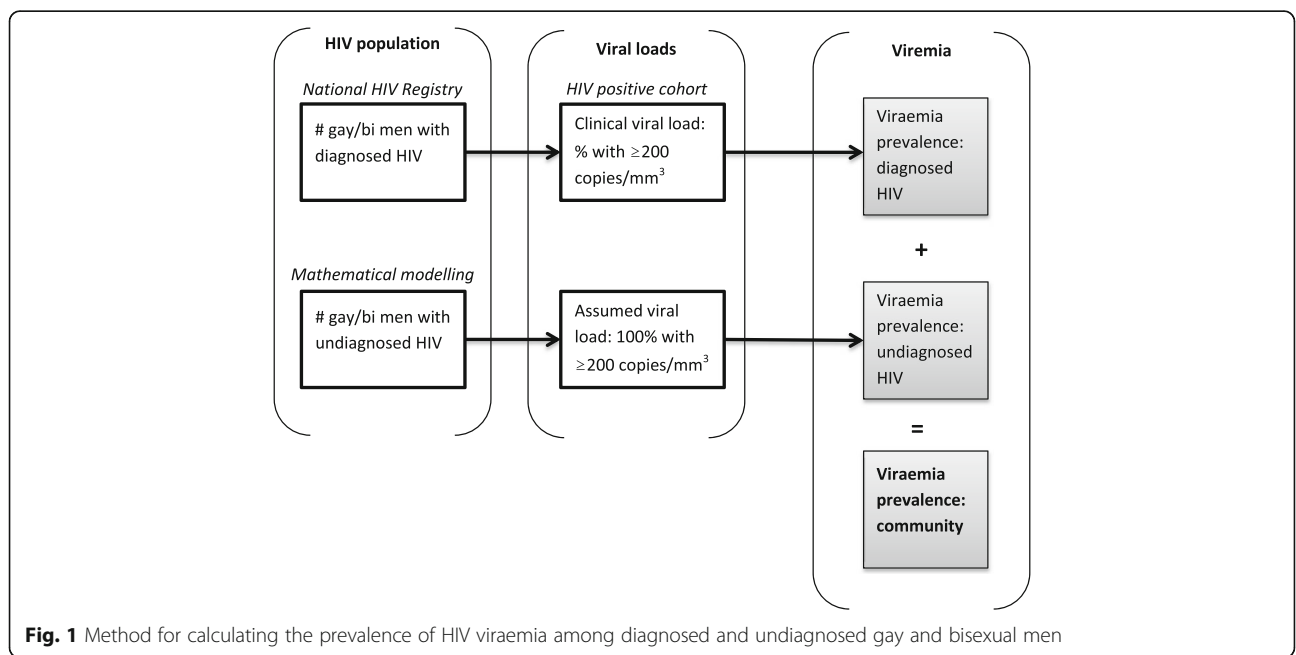 HIV population
National HIV Registry
# gay/bi men with
diagnosed HIV
Mathematical modelling
# gay/bi men with
undiagnosed HIV
Viral loads
HIV positive cohort
Clinical viral load:
% with ≥200
copies/mm³
Assumed viral
load: 100% with
≥200 copies/mm³
Viremia
Viraemia
prevalence:
diagnosed
HIV
+
Viraemia
prevalence:
undiagnosed
HIV
=
Viraemia
prevalence:
community
Fig. 1 Method for calculating the prevalence of HIV viraemia among diagnosed and undiagnosed gay and bisexual men